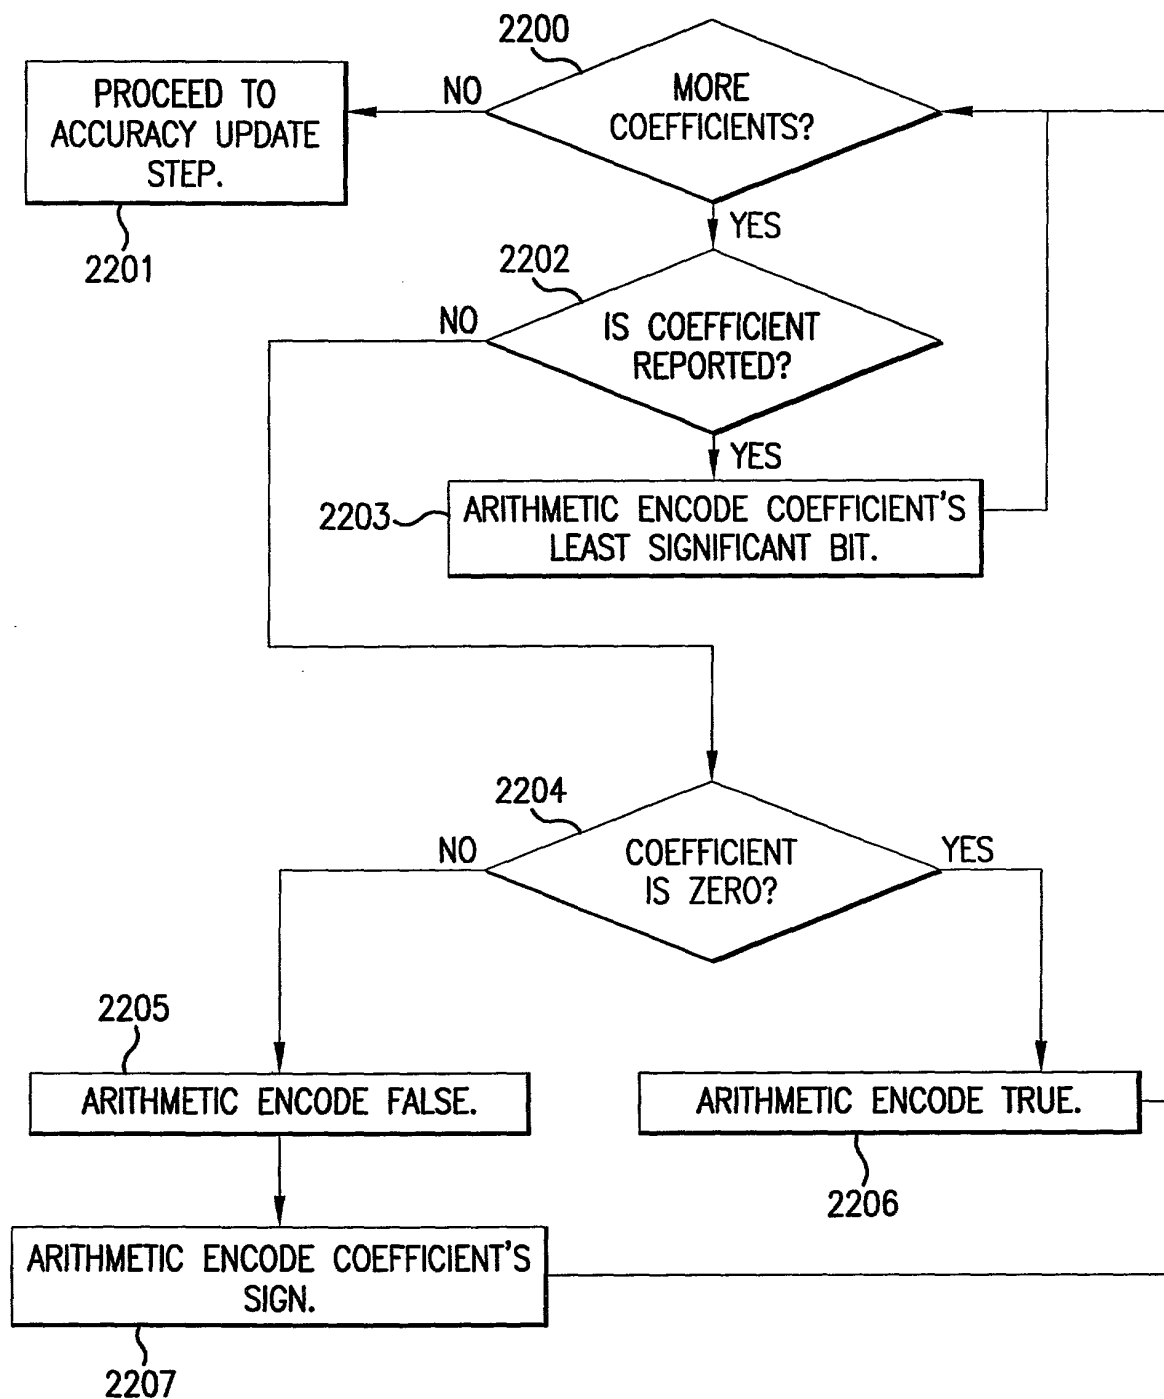 2200
MORE
COEFFICIENTS?
NO
PROCEED TO
ACCURACY UPDATE
STEP.
2201
YES
2202
IS COEFFICIENT
REPORTED?
NO
YES
2203
ARITHMETIC ENCODE COEFFICIENT'S
LEAST SIGNIFICANT BIT.
2204
COEFFICIENT
IS ZERO?
NO
YES
2205
ARITHMETIC ENCODE FALSE.
ARITHMETIC ENCODE TRUE.
2206
ARITHMETIC ENCODE COEFFICIENT'S
SIGN.
2207